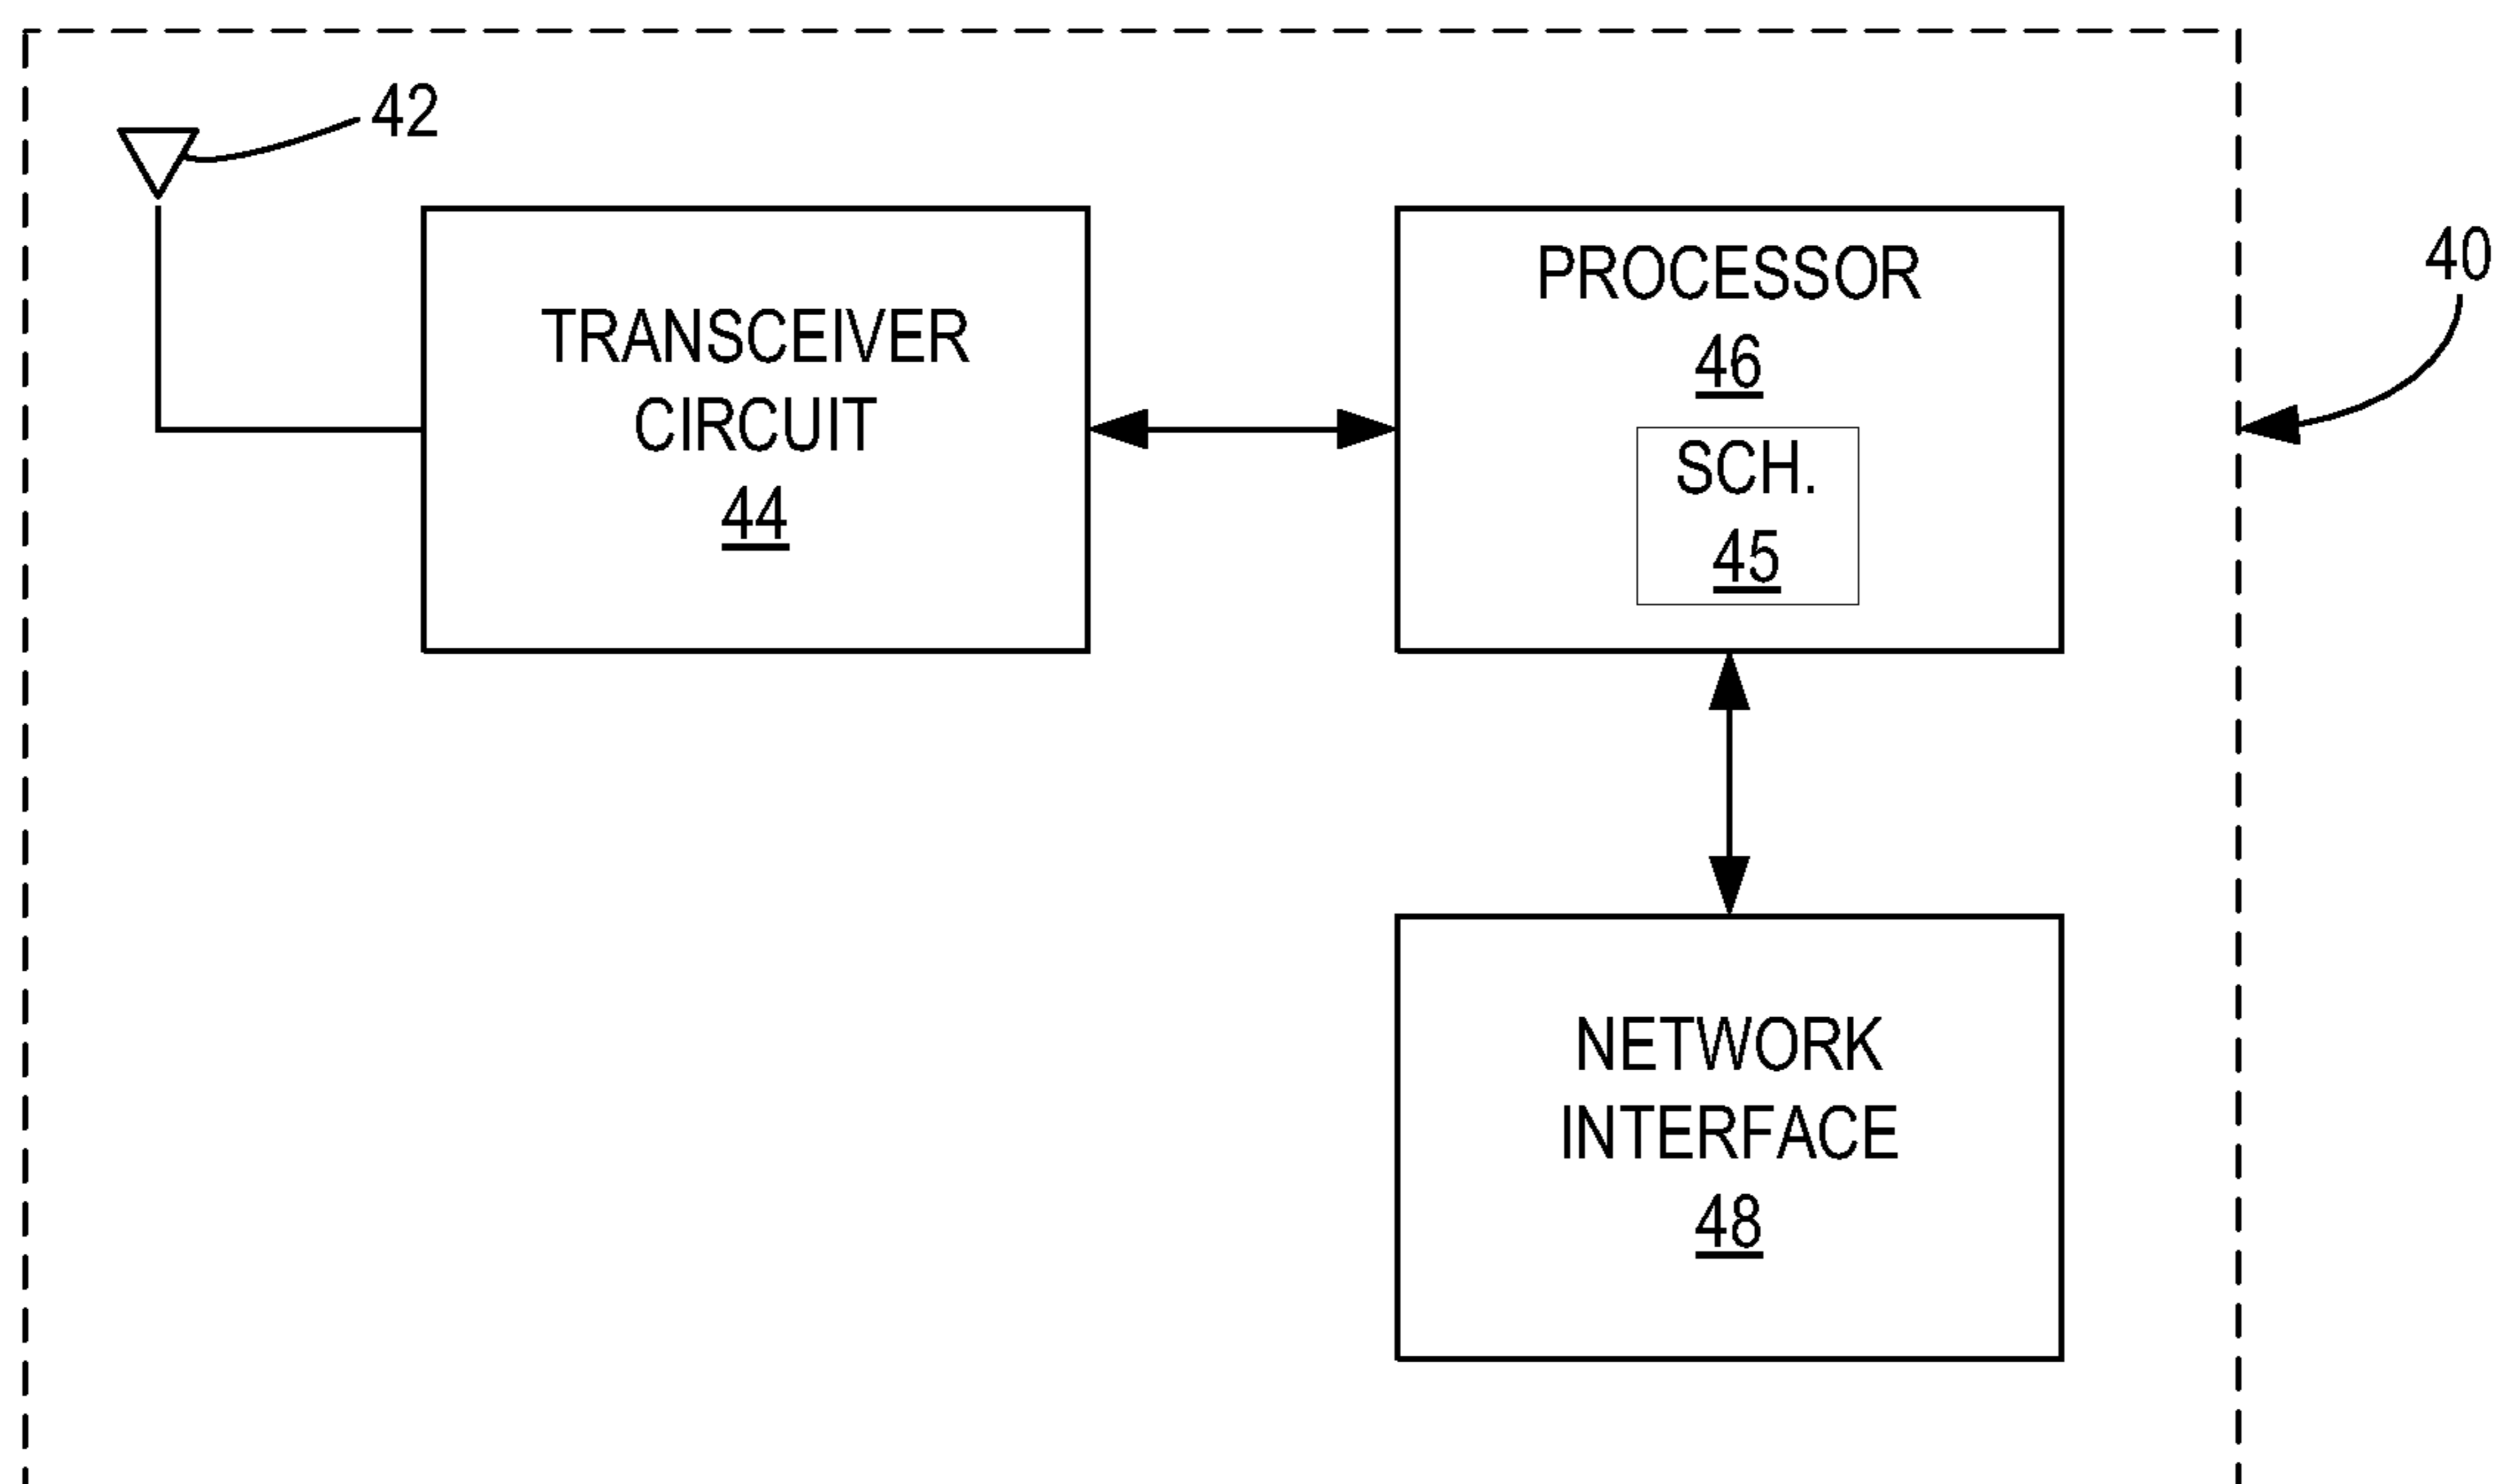 42
40
TRANSCEIVER
CIRCUIT
44
PROCESSOR
46
SCH.
45
NETWORK
INTERFACE
48